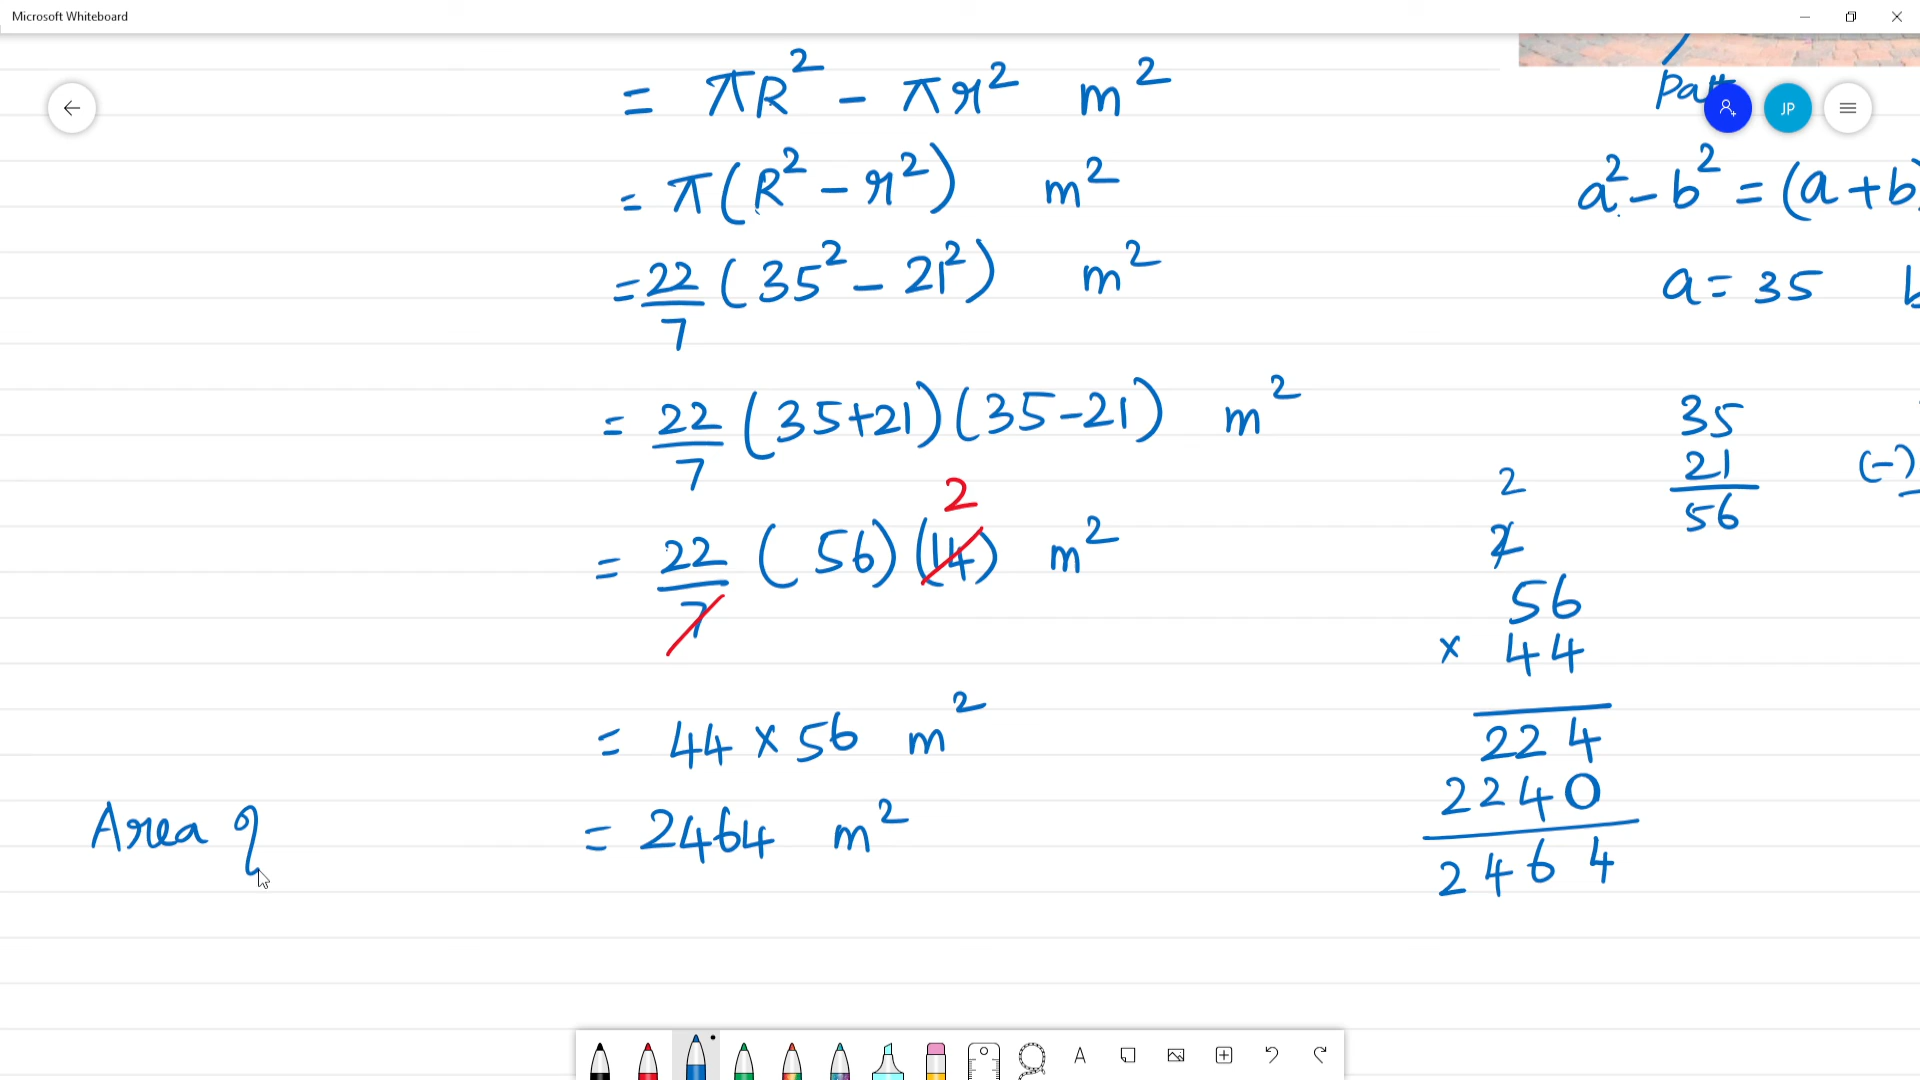 Microsoft Whiteboard
= πR² - πr² m²
= π(R² - r²) m²
= 22/7 (35² - 21²) m²
= 22/7 (35+21)(35-21) m²
2
= 22/7 (56)(14) m²
= 44 × 56 m²
Area of = 2464 m²
JP
a² - b² = (a+b)
a = 35
35
21
56
(-)
2
2
56
× 44
224
2240
2464
A